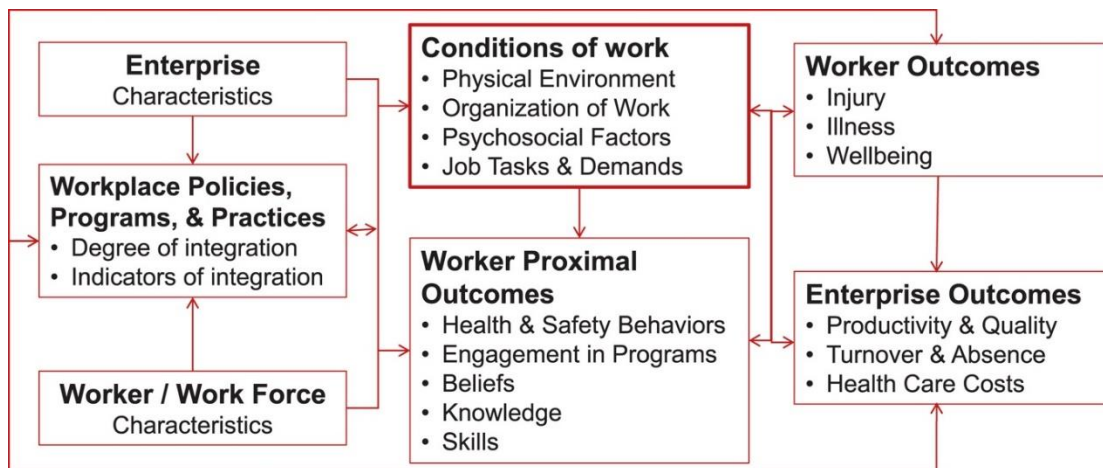 Enterprise
Characteristics
Workplace Policies,
Programs, & Practices
• Degree of integration
• Indicators of integration
Worker / Work Force
Characteristics
Conditions of work
• Physical Environment
• Organization of Work
• Psychosocial Factors
• Job Tasks & Demands
Worker Proximal
Outcomes
• Health & Safety Behaviors
• Engagement in Programs
• Beliefs
• Knowledge
• Skills
Worker Outcomes
• Injury
• Illness
• Wellbeing
Enterprise Outcomes
• Productivity & Quality
• Turnover & Absence
• Health Care Costs